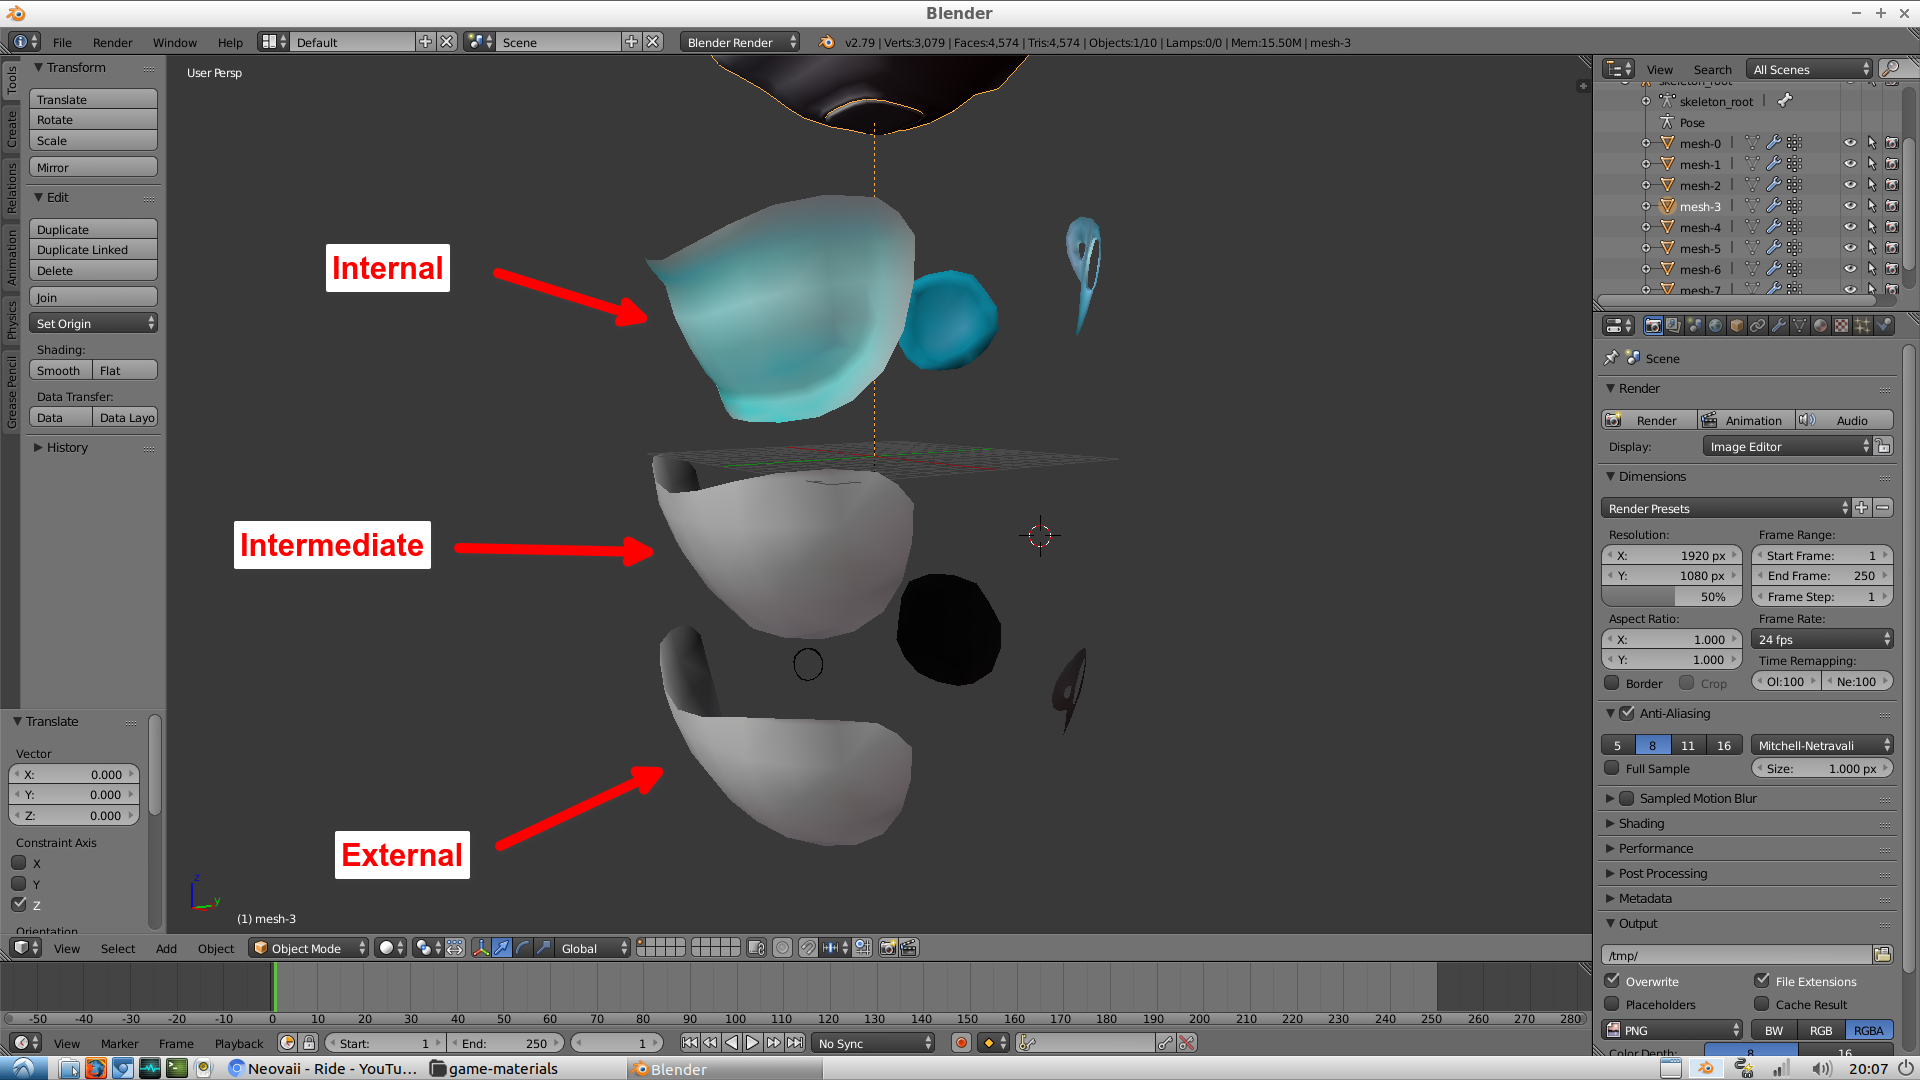 Blender
File Render Window Help Default Scene Blender Render v2.79 | Verts:3,079 | Faces:4,574 | Tris:4,574 | Objects:1/10 | Lamps:0/0 | Mem:15.50M | mesh-3
Tools
Create
Relations
Animation
Physics
Grease Pencil
Transform
Translate
Rotate
Scale
Mirror
Edit
Duplicate
Duplicate Linked
Delete
Join
Set Origin
Shading:
Smooth Flat
Data Transfer:
Data Data Layo
History
Translate
Vector
X: 0.000
Y: 0.000
Z: 0.000
Constraint Axis
X
Y
Z
Orientation
User Persp
Internal
Intermediate
External
z
y
(1) mesh-3
View Select Add Object Object Mode Global
View Search All Scenes
skeleton_root
skeleton_root
Pose
mesh-0
mesh-1
mesh-2
mesh-3
mesh-4
mesh-5
mesh-6
mesh-7
Scene
Render
Render Animation Audio
Display: Image Editor
Dimensions
Render Presets
Resolution: Frame Range:
X: 1920 px Start Frame: 1
Y: 1080 px End Frame: 250
50% Frame Step: 1
Aspect Ratio: Frame Rate:
X: 1.000 24 fps
Y: 1.000 Time Remapping:
Border Crop Ol:100 Ne:100
Anti-Aliasing
5 8 11 16 Mitchell-Netravali
Full Sample Size: 1.000 px
Sampled Motion Blur
Shading
Performance
Post Processing
Metadata
Output
/tmp/
Overwrite File Extensions
Placeholders Cache Result
PNG BW RGB RGBA
Color Depth: 8 16
-50 -40 -30 -20 -10 0 10 20 30 40 50 60 70 80 90 100 110 120 130 140 150 160 170 180 190 200 210 220 230 240 250 260 270 280
View Marker Frame Playback Start: 1 End: 250 1 No Sync
Neovaii - Ride - YouTu... game-materials Blender 20:07